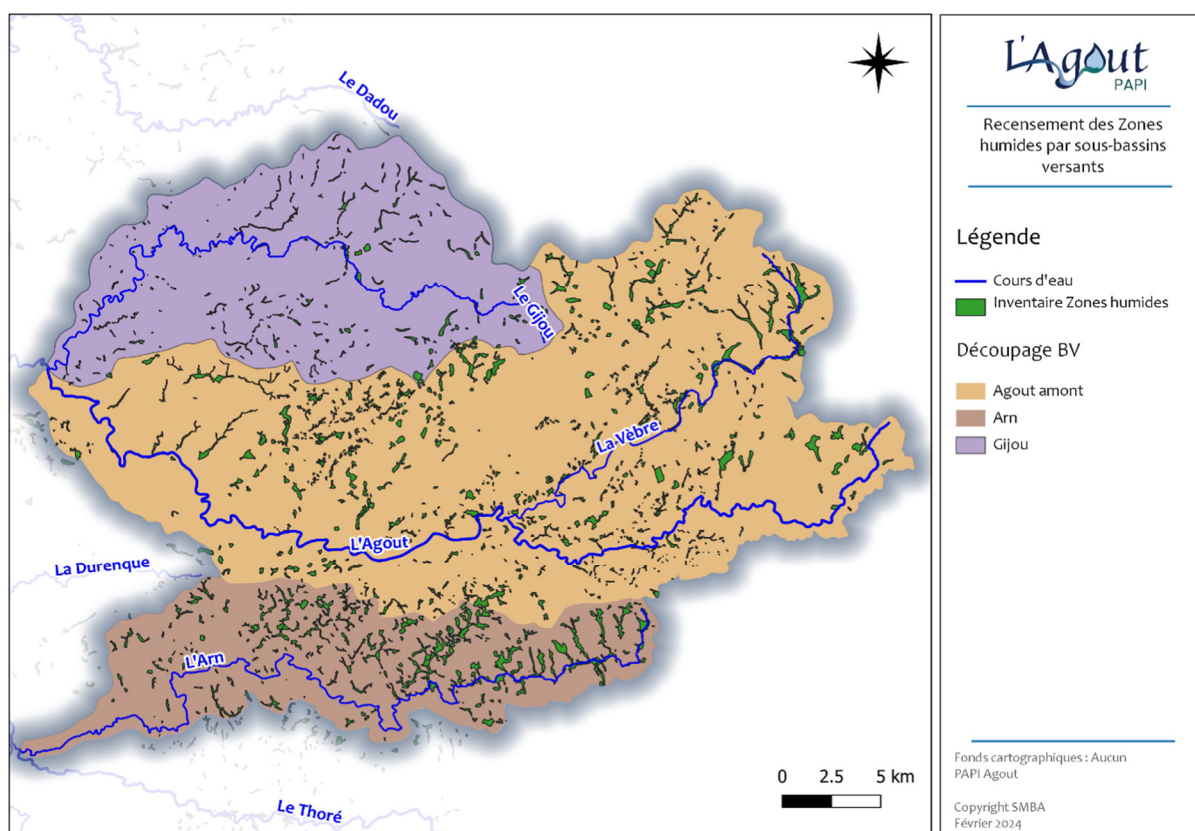 Le Dadou
Le Gijou
La Vèbre
L'Agout
La Durenque
L'Arn
Le Thoré
0 2.5 5 km
L'Agout
PAPI
Recensement des Zones
humides par sous-bassins
versants
Légende
Cours d'eau
Inventaire Zones humides
Découpage BV
Agout amont
Arn
Gijou
Fonds cartographiques : Aucun
PAPI Agout
Copyright SMBA
Février 2024